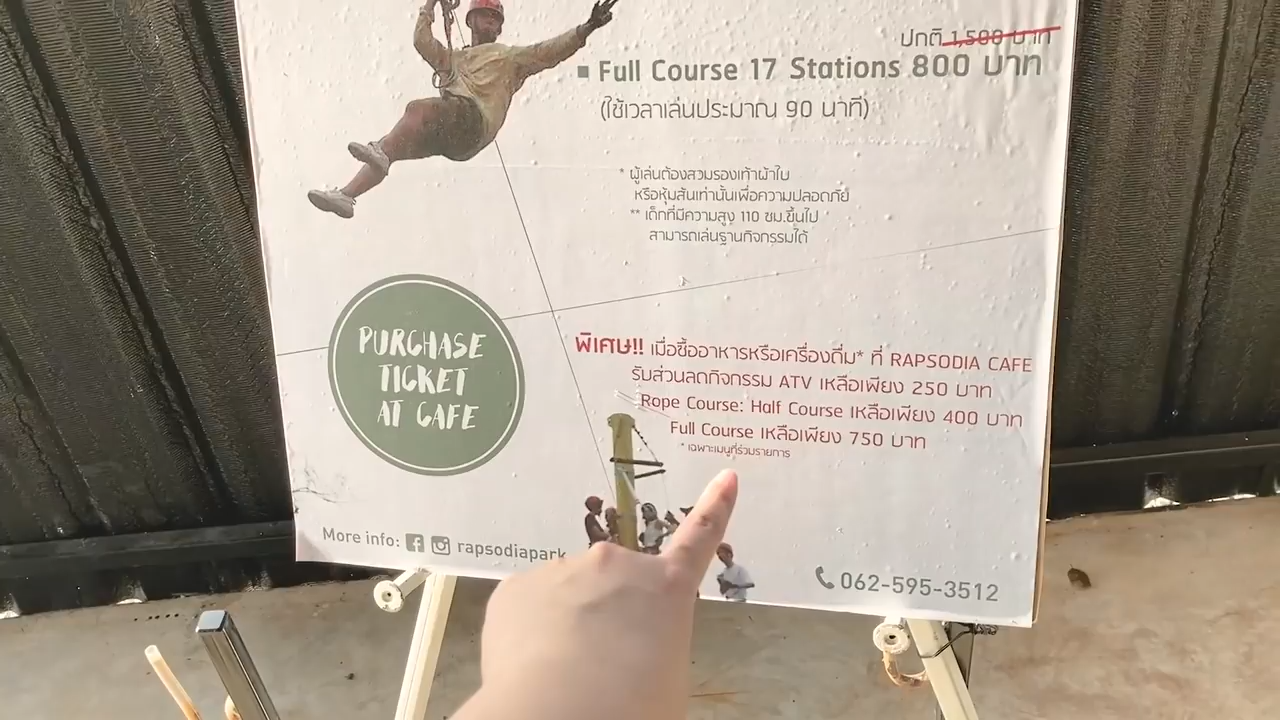 ปกติ 1,500 บาท
▪ Full Course 17 Stations 800 บาท
(ใช้เวลาเล่นประมาณ 90 นาที)
* ผู้เล่นต้องสวมรองเท้าผ้าใบ
หรือหุ้มส้นเท่านั้นเพื่อความปลอดภัย
** เด็กที่มีความสูง 110 ซม.ขึ้นไป
สามารถเล่นฐานกิจกรรมได้
PURCHASE
TICKET
AT CAFE
พิเศษ!! เมื่อซื้ออาหารหรือเครื่องดื่ม* ที่ RAPSODIA CAFE
รับส่วนลดกิจกรรม ATV เหลือเพียง 250 บาท
Rope Course: Half Course เหลือเพียง 400 บาท
Full Course เหลือเพียง 750 บาท
* เฉพาะเมนูที่ร่วมรายการ
More info: rapsodiapark
062-595-3512